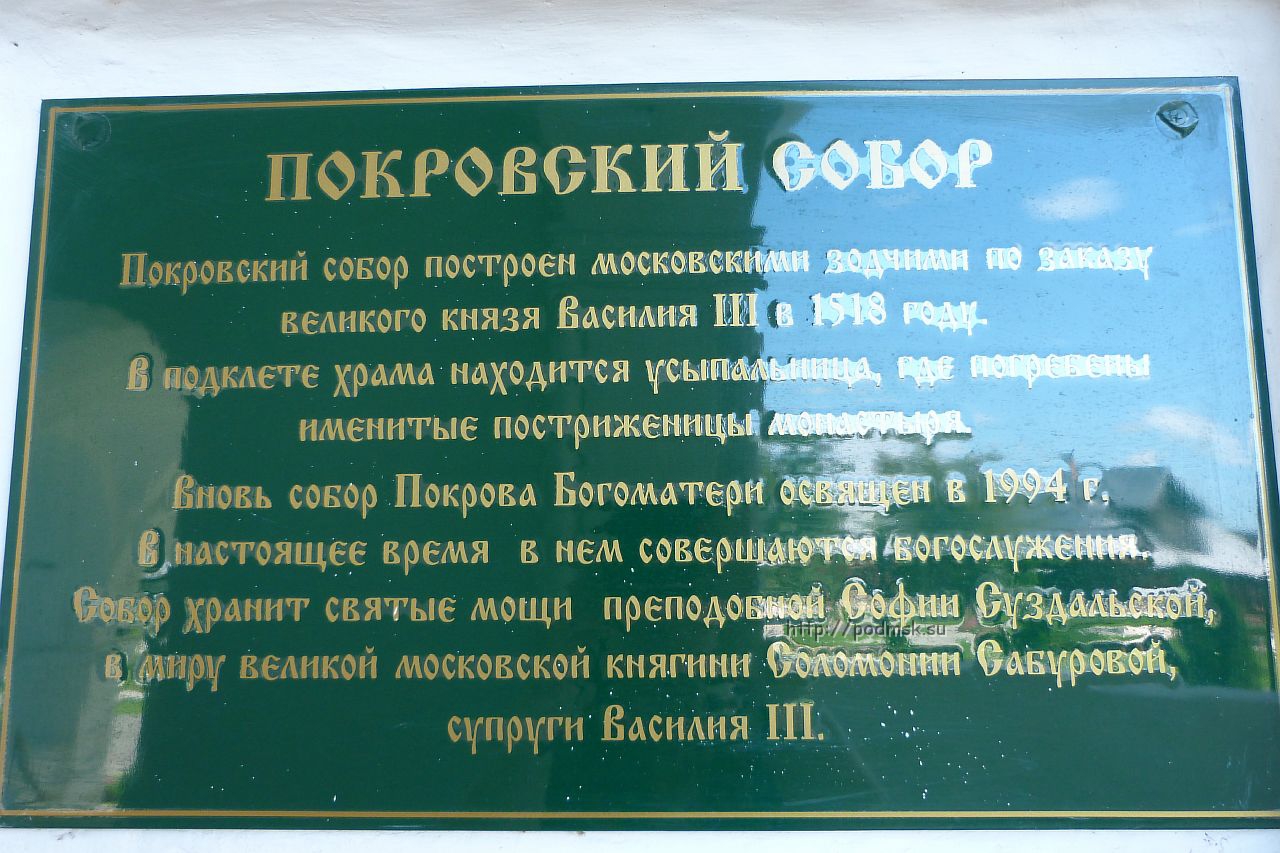 ПОКРОВСКИЙ СОБОР
Покровский собор построен московскими зодчими по заказу
великого князя Василия III в 1518 году.
В подклете храма находится усыпальница, где погребены
именитые постриженицы монастыря.
Вновь собор Покрова Богоматери освящен в 1994 г.
В настоящее время в нем совершаются богослужения.
Собор хранит святые мощи преподобной Софии Суздальской,
http://podmsk.su
в миру великой московской княгини Соломонии Сабуровой,
супруги Василия III.